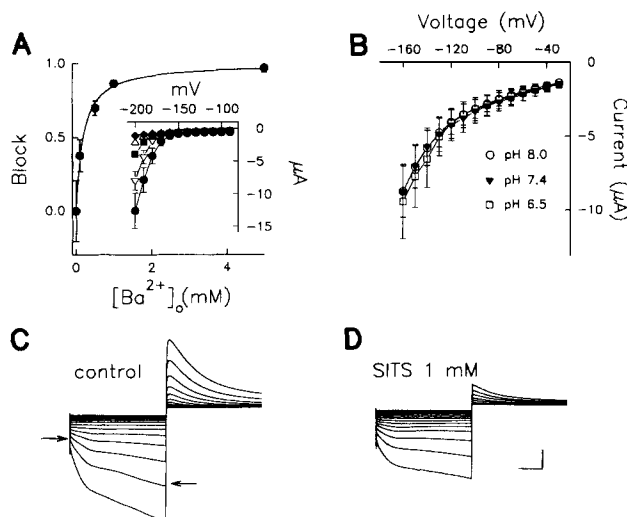 A
Block
1.0
0.5
0.0
mV
-200 -150 -100
0
-5
-10
-15
μA
0 2 4
[Ba2+]o (mM)
B
Voltage (mV)
-160 -120 -80 -40
0
-5
-10
Current (μA)
pH 8.0
pH 7.4
pH 6.5
C
control
D
SITS 1 mM